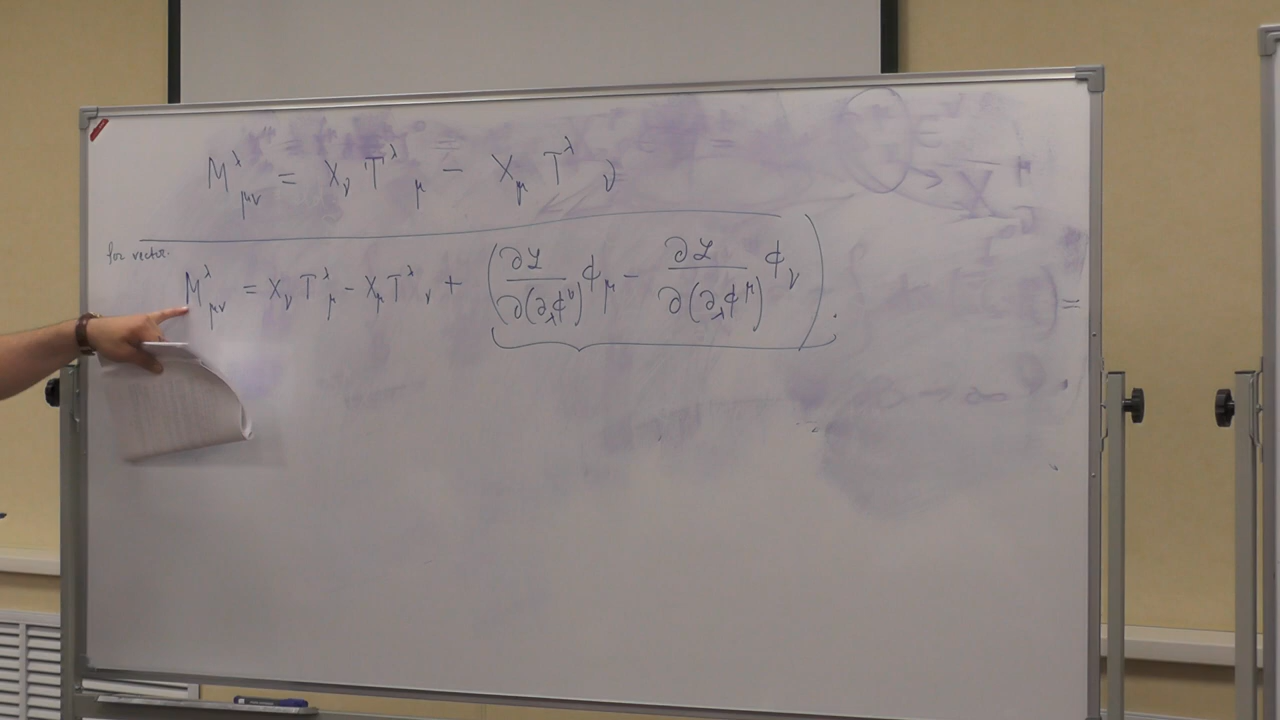 M^λ_μν = X_ν T^λ_μ − X_μ T^λ_ν
for vector.
M^λ_μν = X_ν T^λ_μ − X_μ T^λ_ν + (∂ℒ/∂(∂_λ ϕ^ν) ϕ_μ − ∂ℒ/∂(∂_λ ϕ^μ) ϕ_ν).